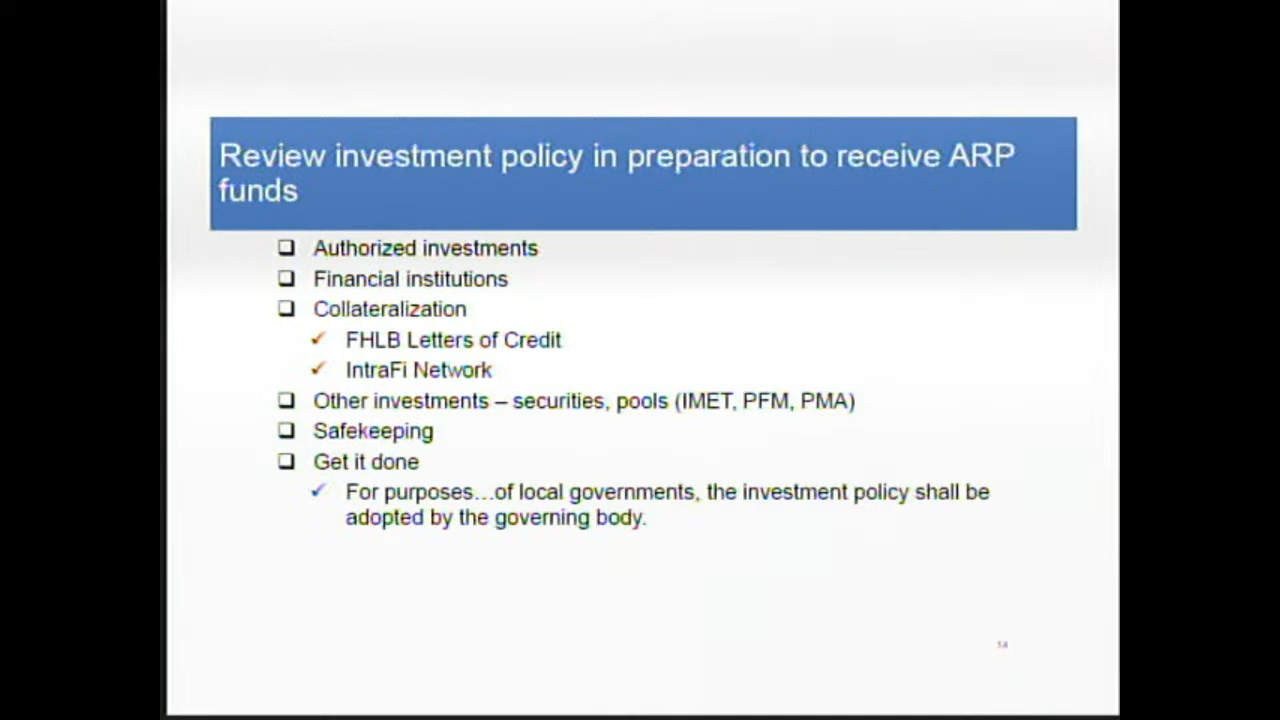 Review investment policy in preparation to receive ARP
funds
Authorized investments
Financial institutions
Collateralization
FHLB Letters of Credit
IntraFi Network
Other investments – securities, pools (IMET, PFM, PMA)
Safekeeping
Get it done
For purposes…of local governments, the investment policy shall be
adopted by the governing body.
14